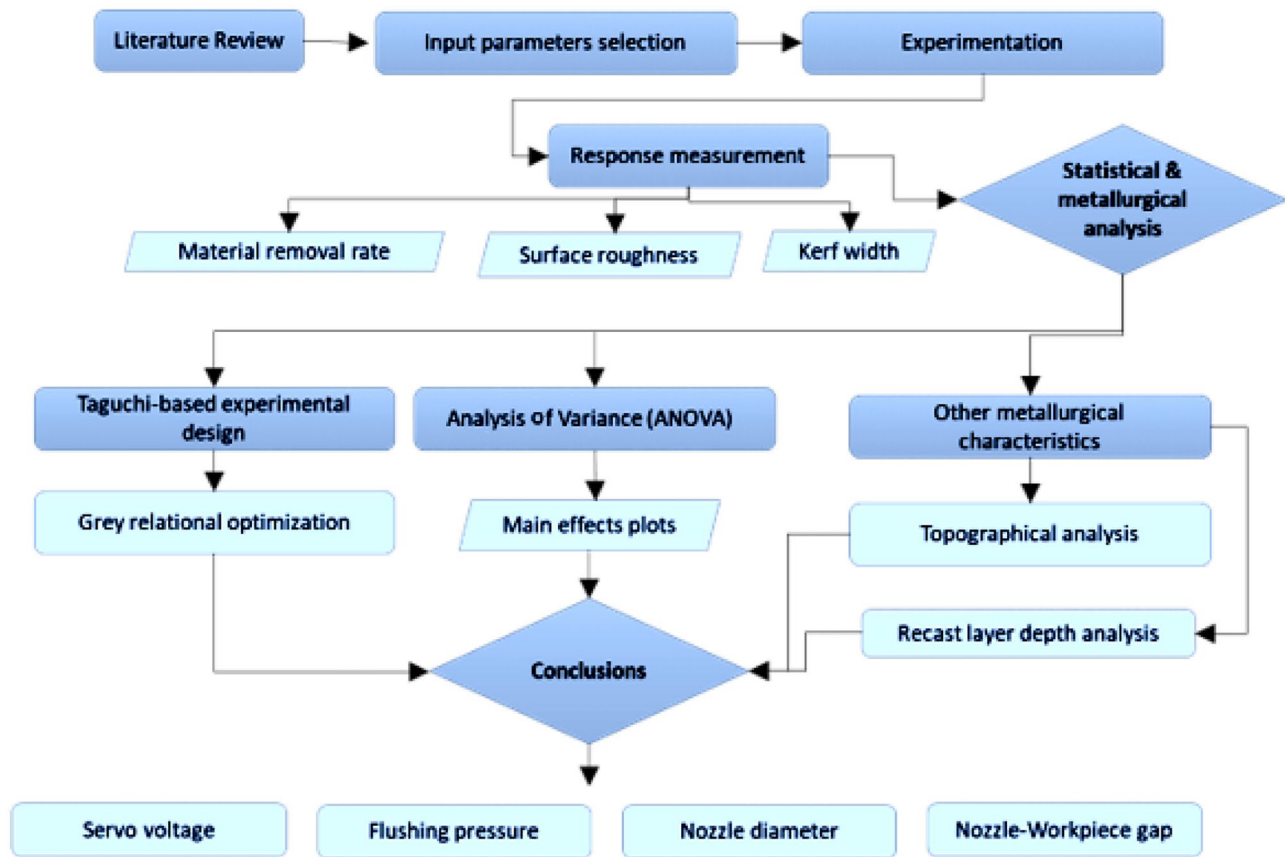 Literature Review
Input parameters selection
Experimentation
Response measurement
Statistical &
metallurgical
analysis
Material removal rate
Surface roughness
Kerf width
Taguchi-based experimental
design
Analysis of Variance (ANOVA)
Other metallurgical
characteristics
Grey relational optimization
Main effects plots
Topographical analysis
Recast layer depth analysis
Conclusions
Servo voltage
Flushing pressure
Nozzle diameter
Nozzle-Workpiece gap